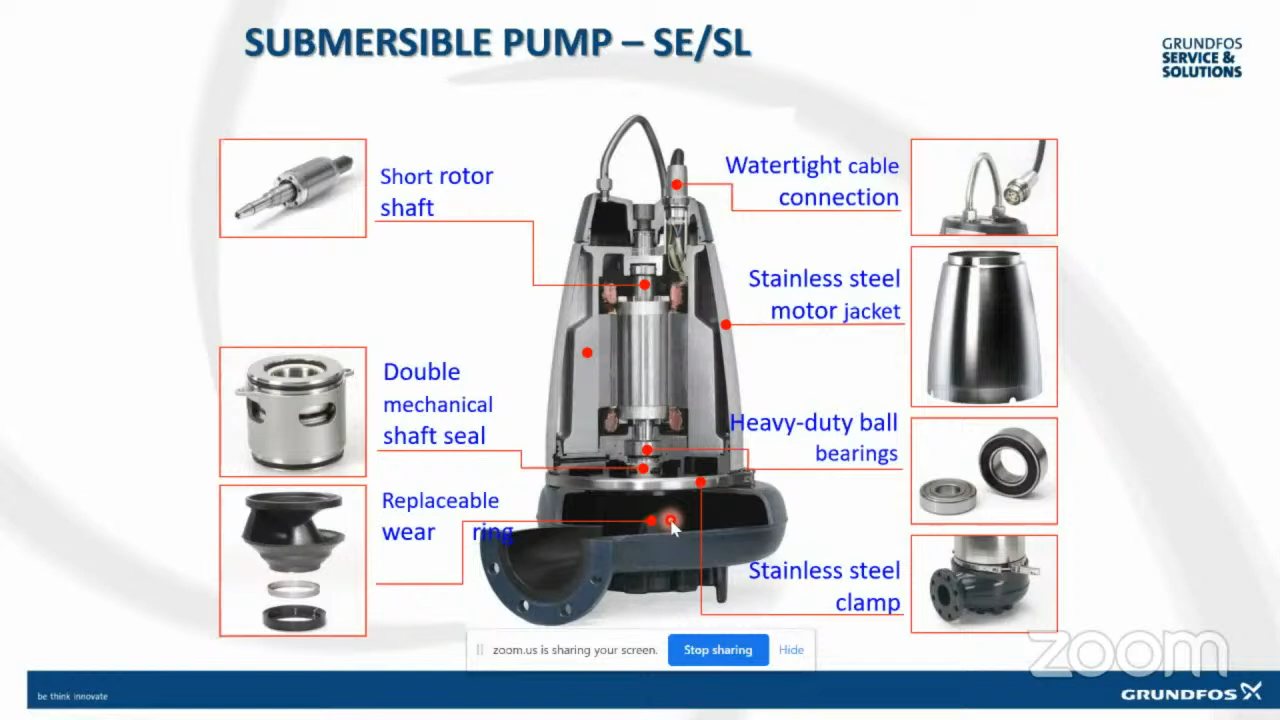 SUBMERSIBLE PUMP – SE/SL
GRUNDFOS
SERVICE &
SOLUTIONS
Short rotor
shaft
Watertight cable
connection
Stainless steel
motor jacket
Double
mechanical
shaft seal
Heavy-duty ball
bearings
Replaceable
wear ring
Stainless steel
clamp
zoom.us is sharing your screen.
Stop sharing
Hide
zoom
be think innovate
GRUNDFOS